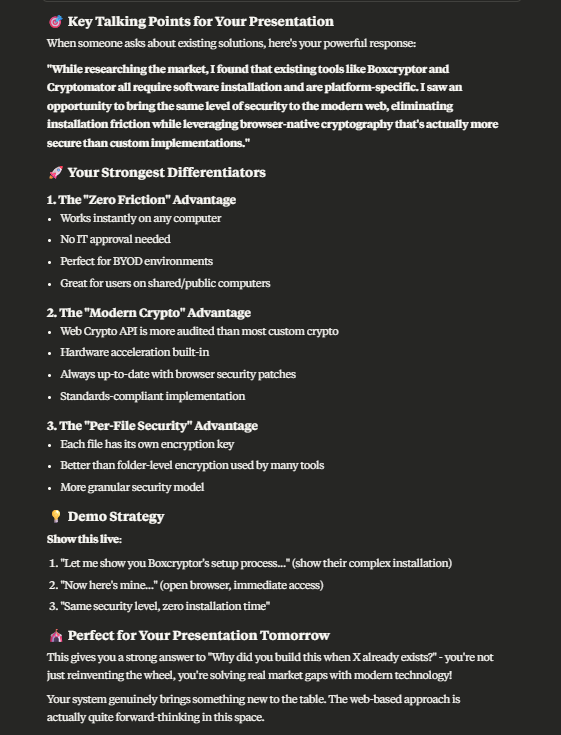 🎯 Key Talking Points for Your Presentation
When someone asks about existing solutions, here's your powerful response:
"While researching the market, I found that existing tools like Boxcryptor and
Cryptomator all require software installation and are platform-specific. I saw an
opportunity to bring the same level of security to the modern web, eliminating
installation friction while leveraging browser-native cryptography that's actually more
secure than custom implementations."
🚀 Your Strongest Differentiators
1. The "Zero Friction" Advantage
• Works instantly on any computer
• No IT approval needed
• Perfect for BYOD environments
• Great for users on shared/public computers
2. The "Modern Crypto" Advantage
• Web Crypto API is more audited than most custom crypto
• Hardware acceleration built-in
• Always up-to-date with browser security patches
• Standards-compliant implementation
3. The "Per-File Security" Advantage
• Each file has its own encryption key
• Better than folder-level encryption used by many tools
• More granular security model
💡 Demo Strategy
Show this live:
1. "Let me show you Boxcryptor's setup process..." (show their complex installation)
2. "Now here's mine..." (open browser, immediate access)
3. "Same security level, zero installation time"
🎪 Perfect for Your Presentation Tomorrow
This gives you a strong answer to "Why did you build this when X already exists?" - you're not
just reinventing the wheel, you're solving real market gaps with modern technology!
Your system genuinely brings something new to the table. The web-based approach is
actually quite forward-thinking in this space.